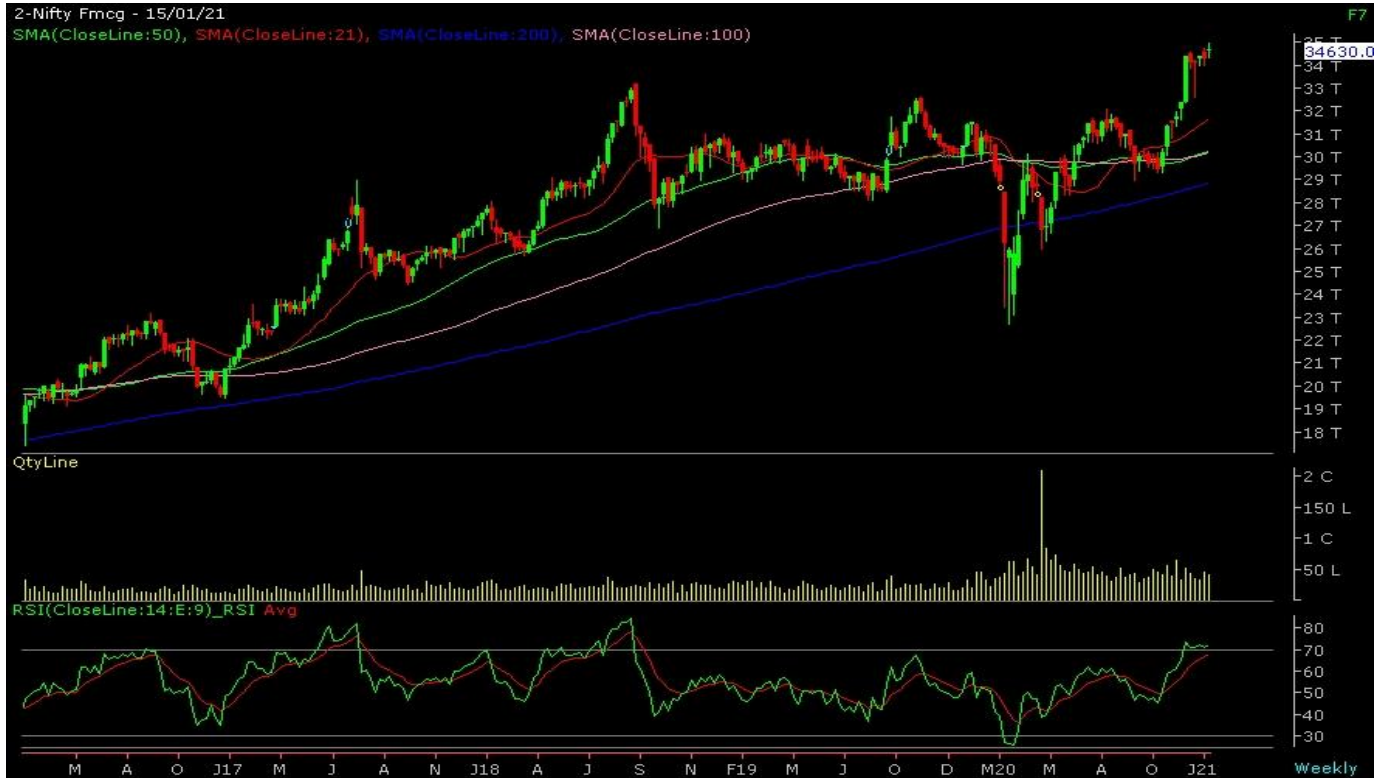 2-Nifty Fmcg - 15/01/21
F7
SMA(CloseLine:50), SMA(CloseLine:21), SMA(CloseLine:200), SMA(CloseLine:100)
35 T
34630.0
34 T
33 T
32 T
31 T
30 T
29 T
28 T
27 T
26 T
25 T
24 T
23 T
22 T
21 T
20 T
19 T
18 T
QtyLine
2 C
150 L
1 C
50 L
RSI(CloseLine:14:E:9)_RSI Avg
80
70
60
50
40
30
M A O J17 M J A N J18 A J S N F19 M J O D M20 M A O J21
Weekly